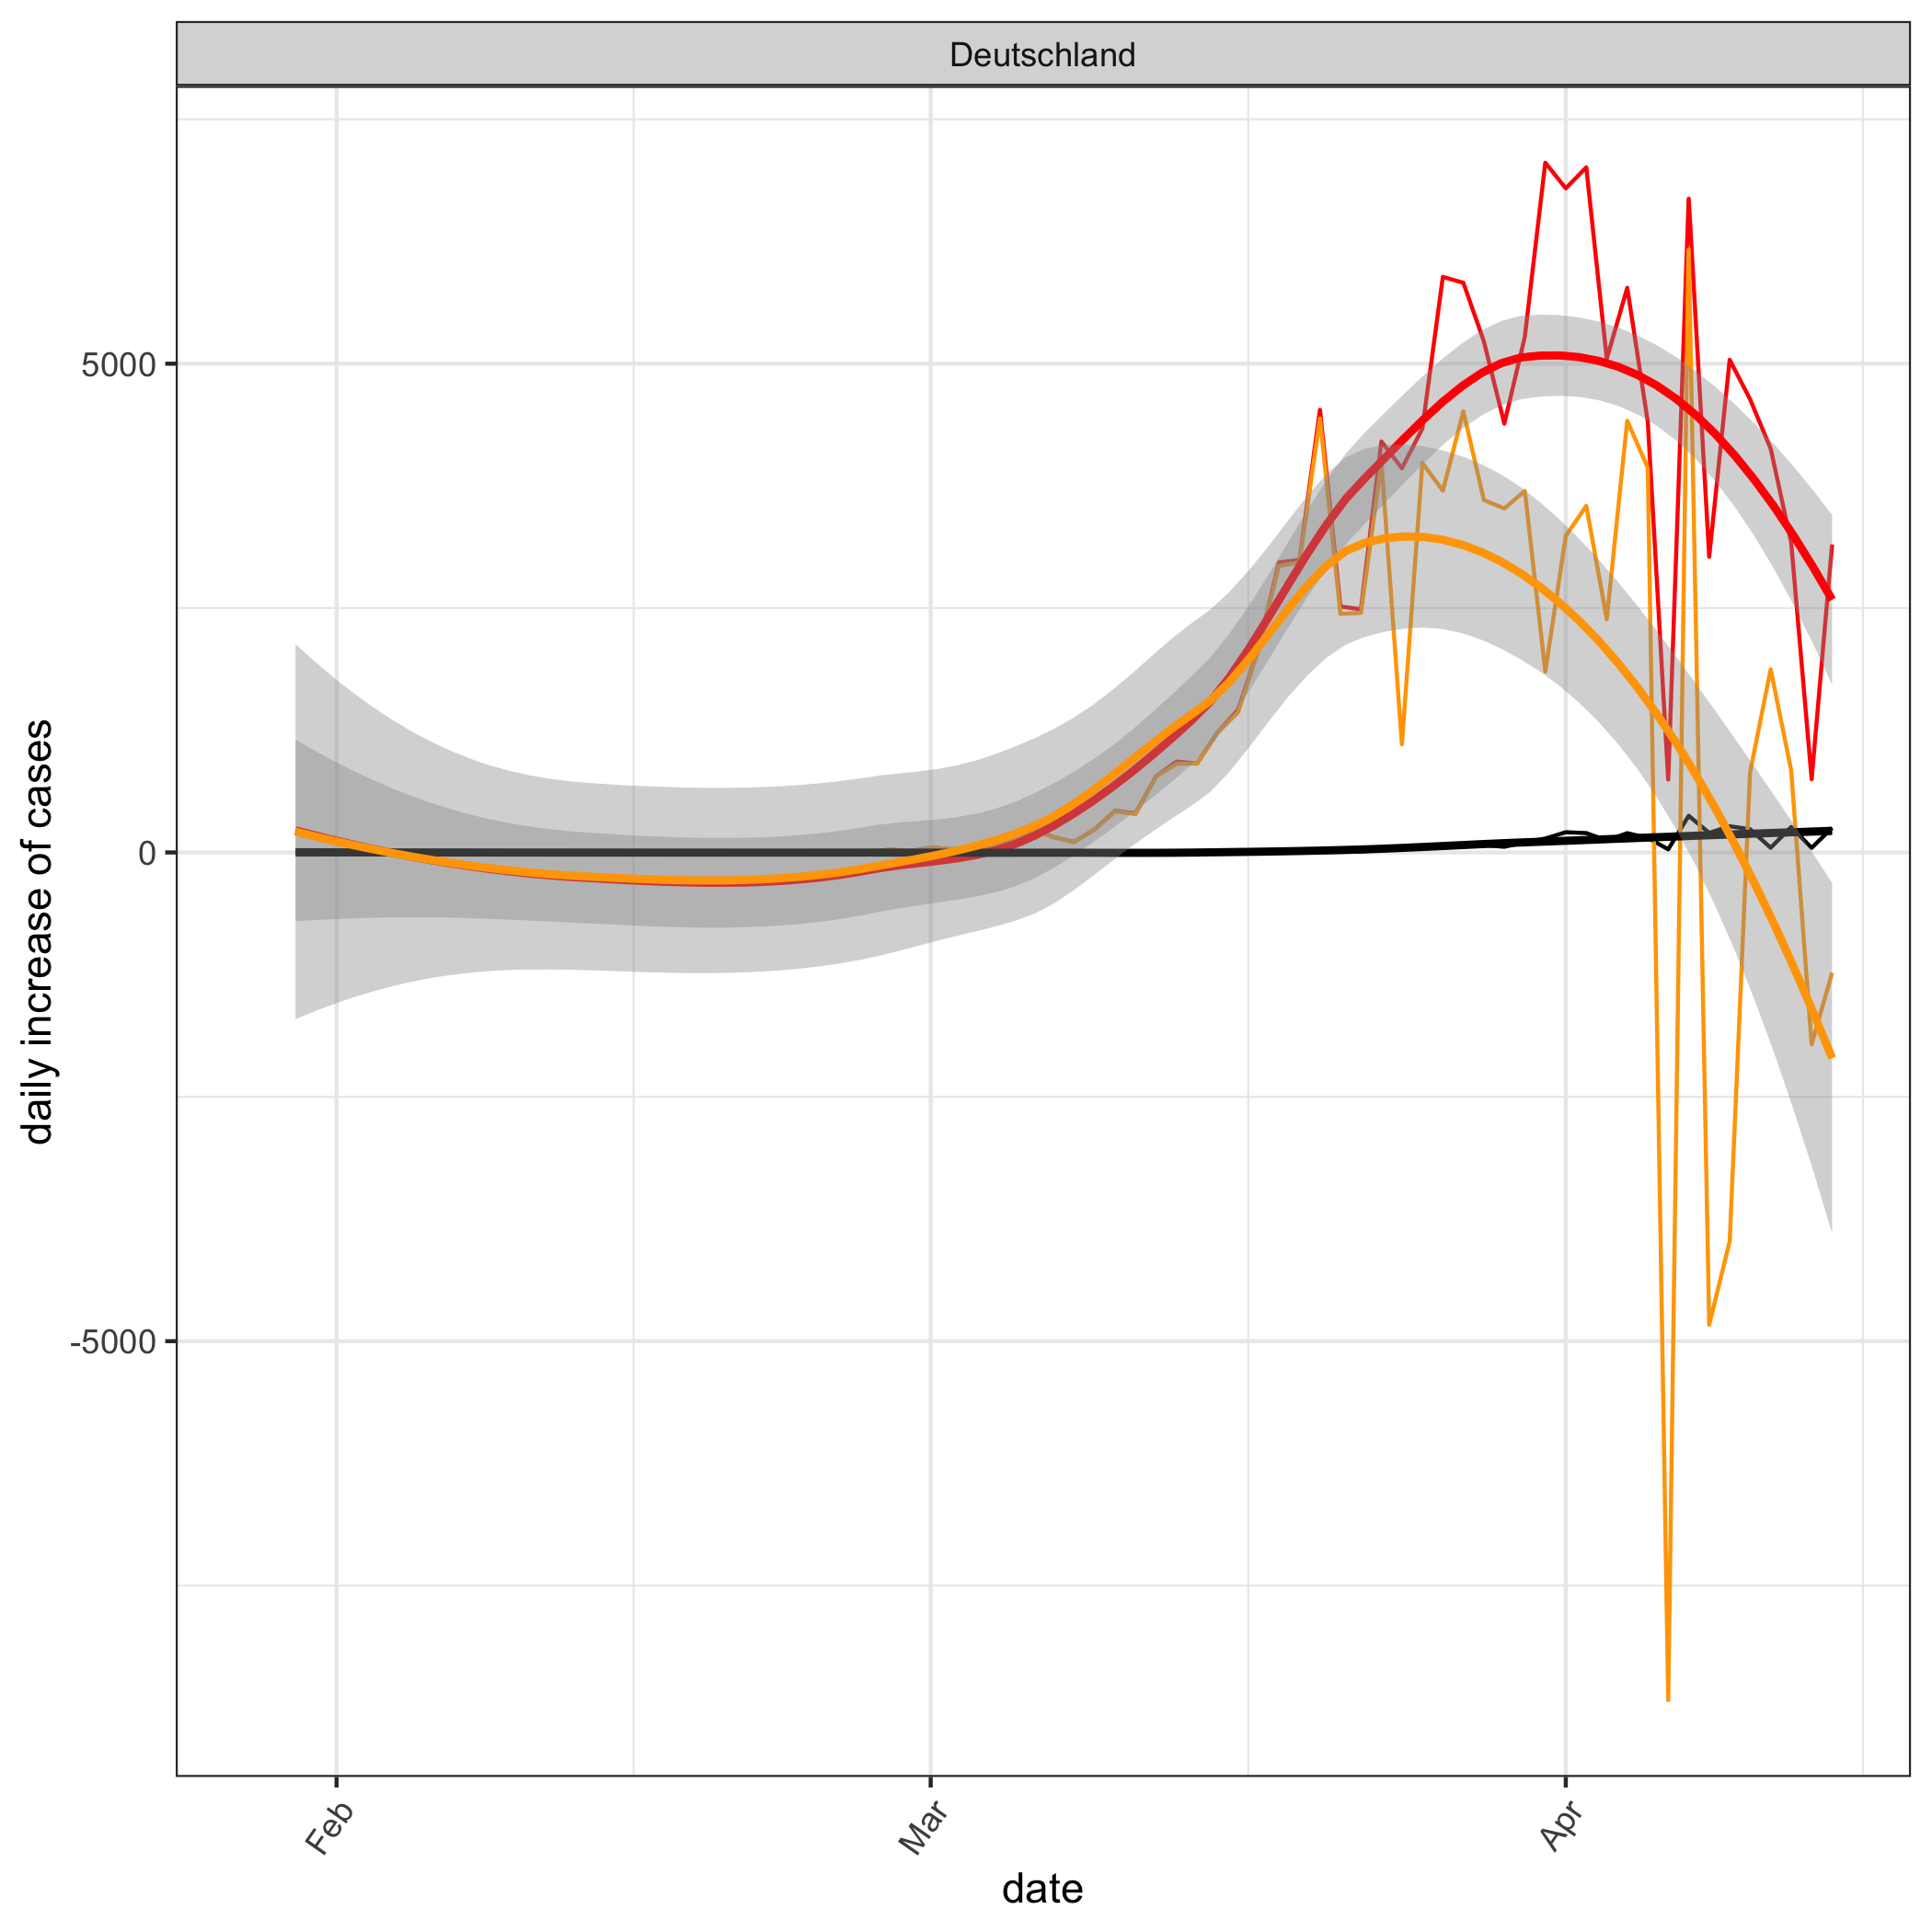 Deutschland
daily increase of cases
5000
0
-5000
Feb
Mar
Apr
date